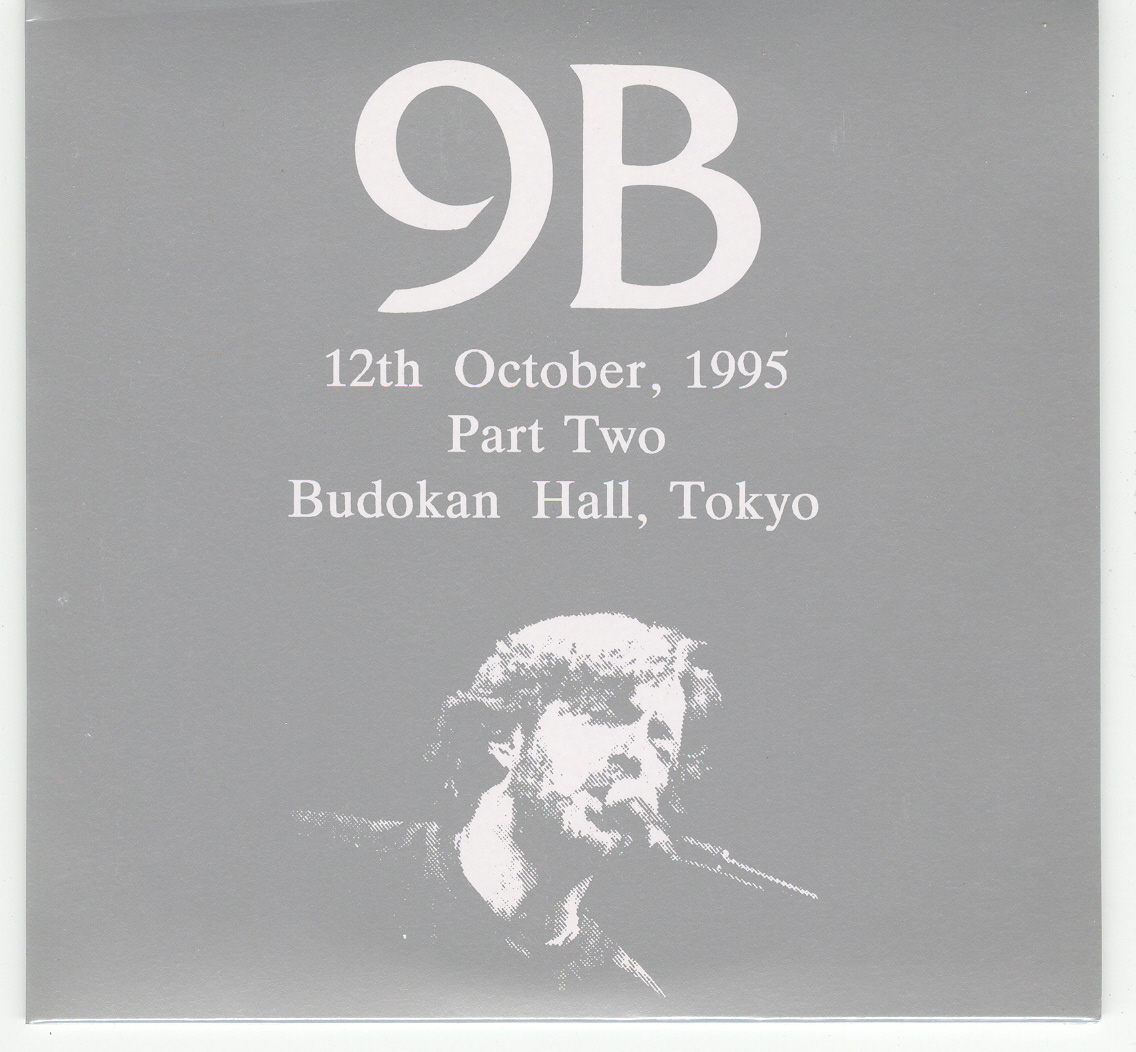 9B
12th October, 1995
Part Two
Budokan Hall, Tokyo